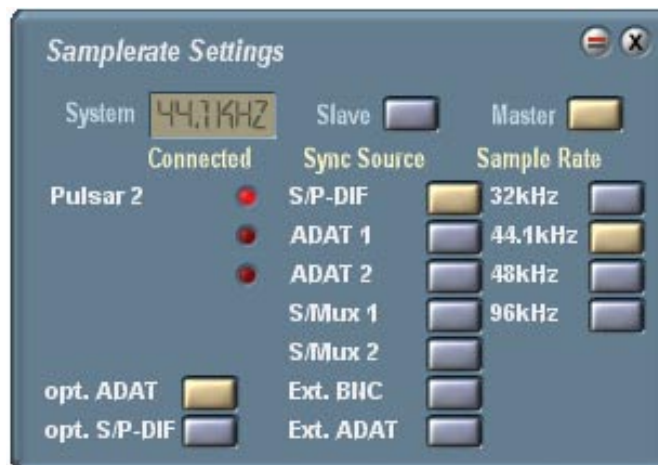 Samplerate Settings
X
System 44.1KHZ Slave Master
Connected Sync Source Sample Rate
Pulsar 2 S/P-DIF 32kHz
ADAT 1 44.1kHz
ADAT 2 48kHz
S/Mux 1 96kHz
S/Mux 2
opt. ADAT Ext. BNC
opt. S/P-DIF Ext. ADAT